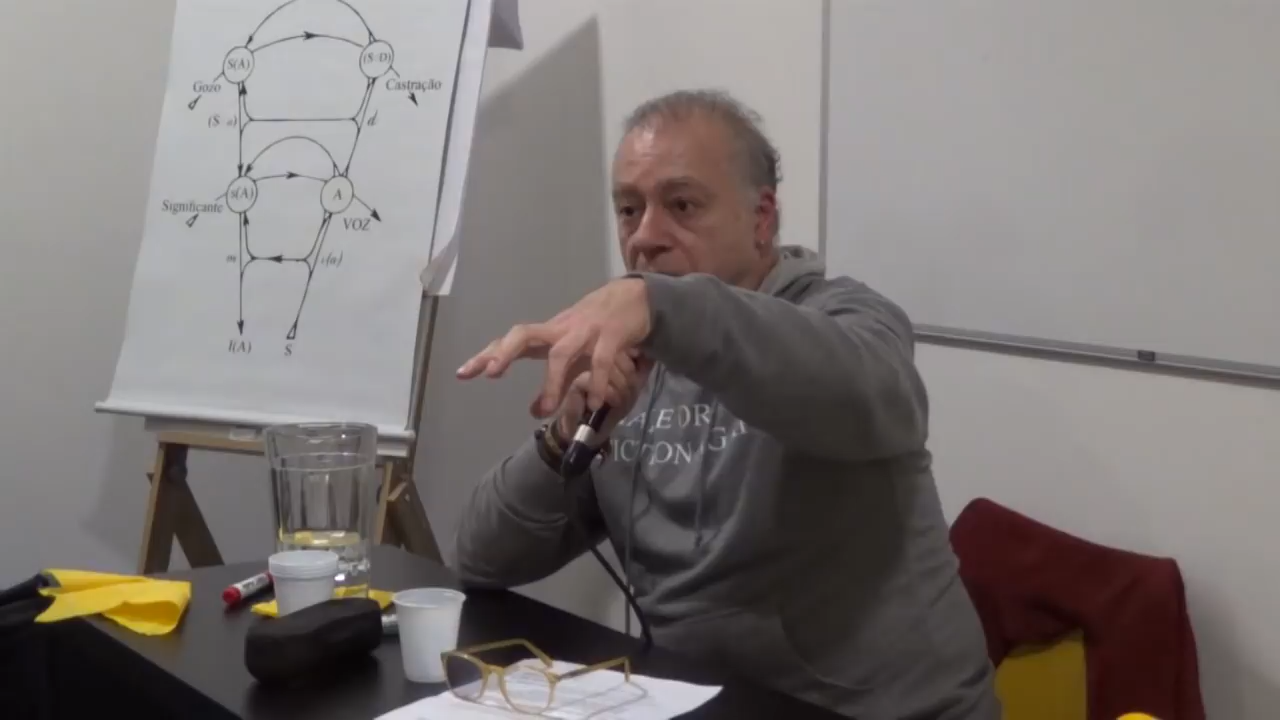 S(A)
(S◊D)
Gozo
Castração
(S◊a)
d
s(A)
A
Significante
VOZ
m
i(a)
I(A)
S